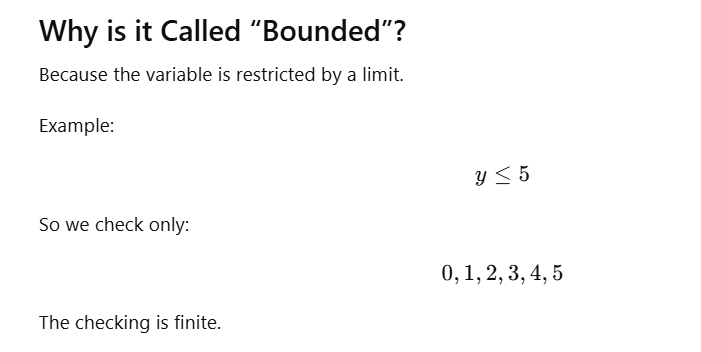 Why is it Called “Bounded”?
Because the variable is restricted by a limit.
Example:
y ≤ 5
So we check only:
0, 1, 2, 3, 4, 5
The checking is finite.